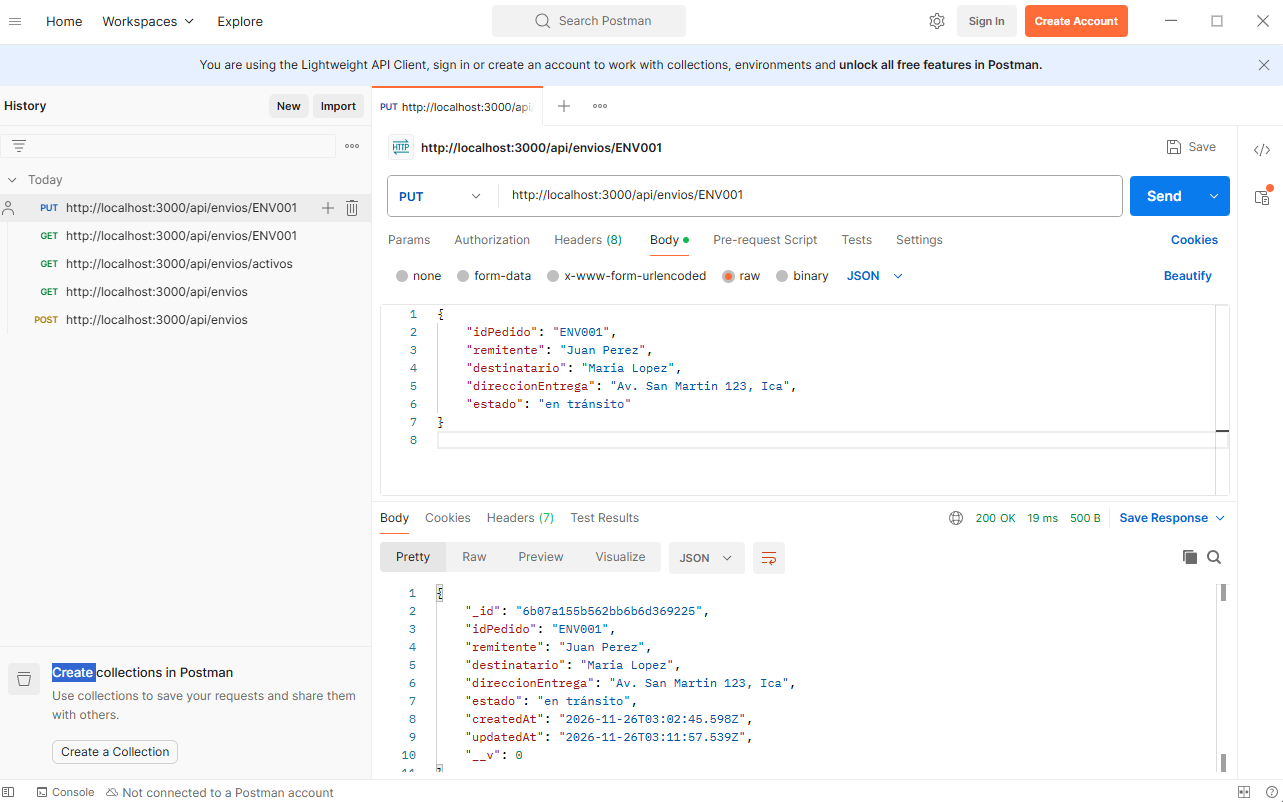 Home Workspaces Explore Search Postman Sign In Create Account
You are using the Lightweight API Client, sign in or create an account to work with collections, environments and unlock all free features in Postman.
History New Import
Today
PUT http://localhost:3000/api/envios/ENV001
GET http://localhost:3000/api/envios/ENV001
GET http://localhost:3000/api/envios/activos
GET http://localhost:3000/api/envios
POST http://localhost:3000/api/envios
Create collections in Postman
Use collections to save your requests and share them
with others.
Create a Collection
PUT http://localhost:3000/api/
HTTP http://localhost:3000/api/envios/ENV001 Save
PUT http://localhost:3000/api/envios/ENV001 Send
Params Authorization Headers (8) Body Pre-request Script Tests Settings Cookies
none form-data x-www-form-urlencoded raw binary JSON Beautify
1 {
2 "idPedido": "ENV001",
3 "remitente": "Juan Perez",
4 "destinatario": "Maria Lopez",
5 "direccionEntrega": "Av. San Martin 123, Ica",
6 "estado": "en tránsito"
7 }
8
Body Cookies Headers (7) Test Results 200 OK 19 ms 500 B Save Response
Pretty Raw Preview Visualize JSON
1 {
2 "_id": "6b07a155b562bb6b6d369225",
3 "idPedido": "ENV001",
4 "remitente": "Juan Perez",
5 "destinatario": "Maria Lopez",
6 "direccionEntrega": "Av. San Martin 123, Ica",
7 "estado": "en tránsito",
8 "createdAt": "2026-11-26T03:02:45.598Z",
9 "updatedAt": "2026-11-26T03:11:57.539Z",
10 "__v": 0
11 }
Console Not connected to a Postman account